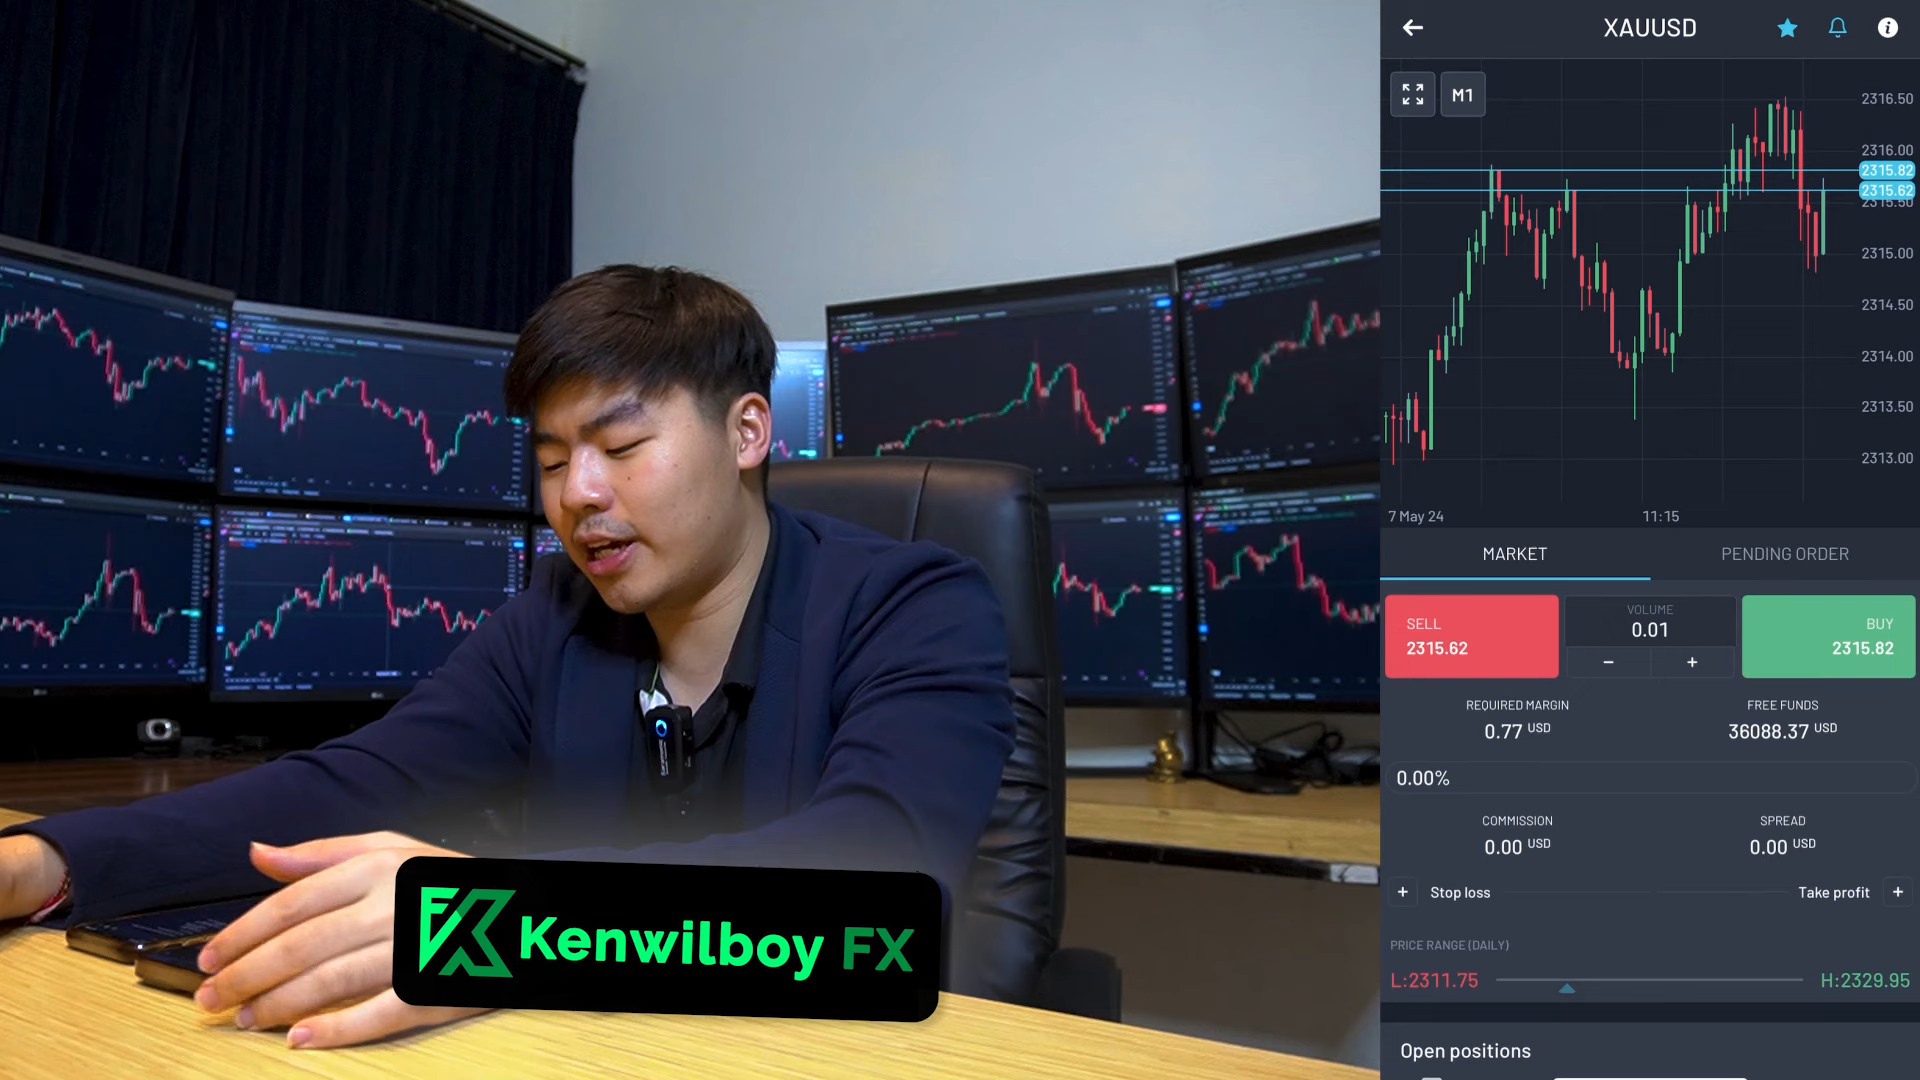 XAUUSD
M1
2316.50
2316.00
2315.82
2315.62
2315.50
2315.00
2314.50
2314.00
2313.50
2313.00
7 May 24
11:15
MARKET
PENDING ORDER
SELL
2315.62
VOLUME
0.01
BUY
2315.82
REQUIRED MARGIN
0.77 USD
FREE FUNDS
36088.37 USD
0.00%
COMMISSION
0.00 USD
SPREAD
0.00 USD
+ Stop loss
Take profit +
PRICE RANGE (DAILY)
L:2311.75
H:2329.95
Open positions
Kenwilboy FX